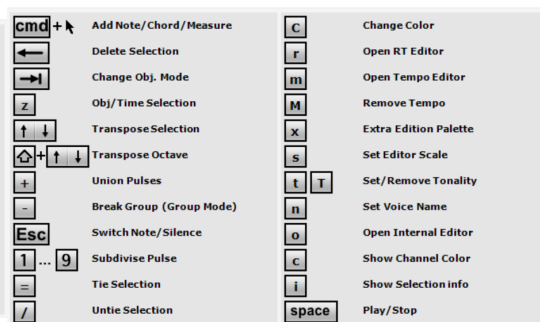 cmd + Add Note/Chord/Measure
Delete Selection
Change Obj. Mode
z Obj/Time Selection
↑ ↓ Transpose Selection
+ ↑ ↓ Transpose Octave
+ Union Pulses
- Break Group (Group Mode)
Esc Switch Note/Silence
1 ... 9 Subdivise Pulse
= Tie Selection
/ Untie Selection
C Change Color
r Open RT Editor
m Open Tempo Editor
M Remove Tempo
x Extra Edition Palette
s Set Editor Scale
t T Set/Remove Tonality
n Set Voice Name
o Open Internal Editor
c Show Channel Color
i Show Selection info
space Play/Stop